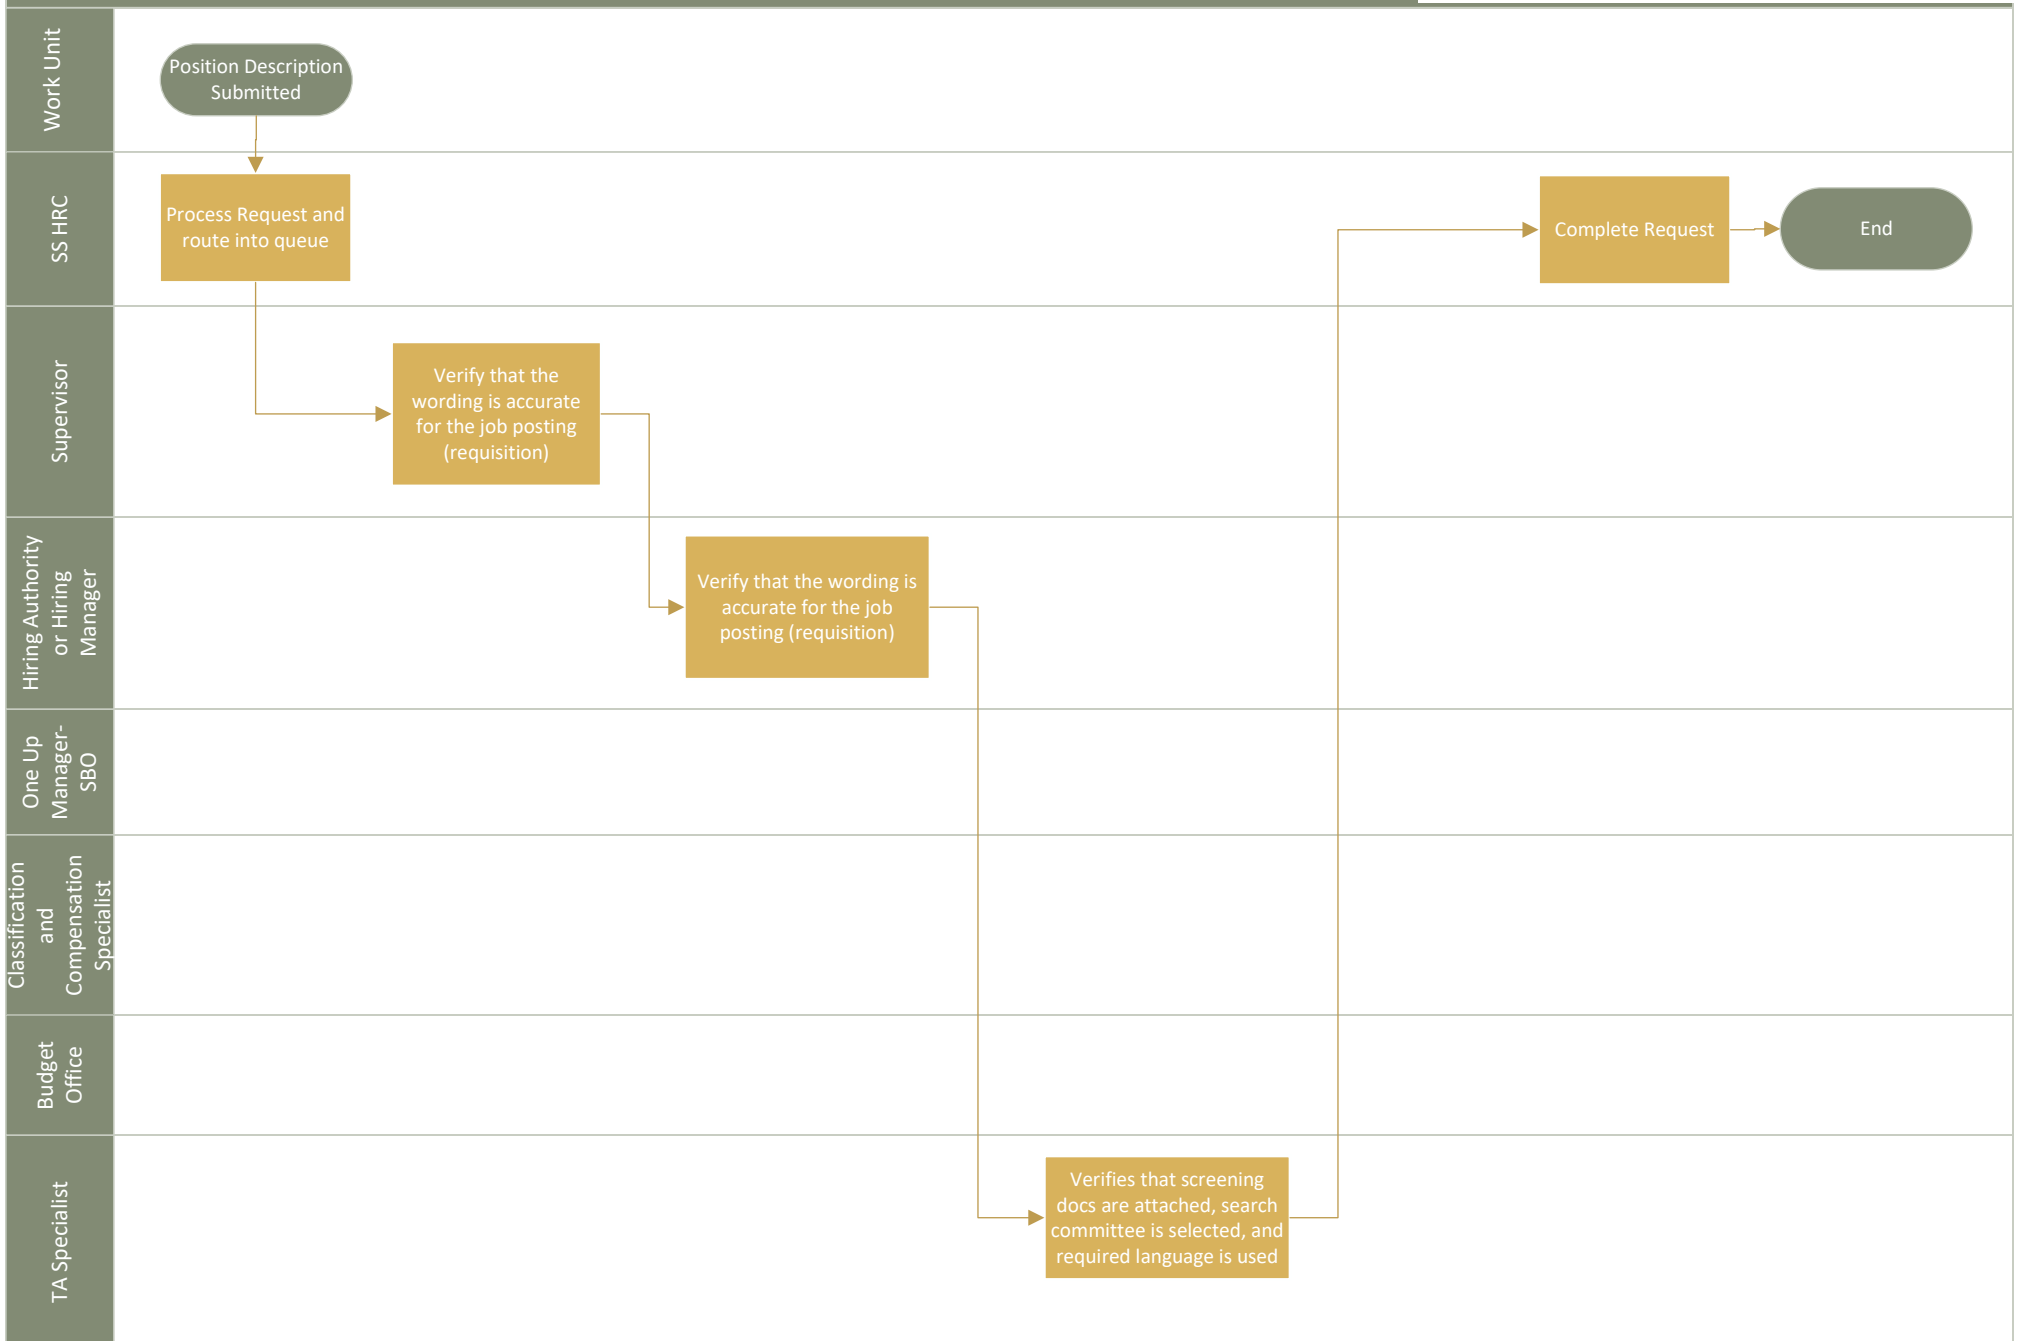 Work Unit
Position Description
Submitted
SS HRC
Process Request and
route into queue
Complete Request
End
Supervisor
Verify that the
wording is accurate
for the job posting
(requisition)
Hiring Authority
or Hiring
Manager
Verify that the wording is
accurate for the job
posting (requisition)
One Up
Manager-
SBO
Classification
and
Compensation
Specialist
Budget
Office
TA Specialist
Verifies that screening
docs are attached, search
committee is selected, and
required language is used